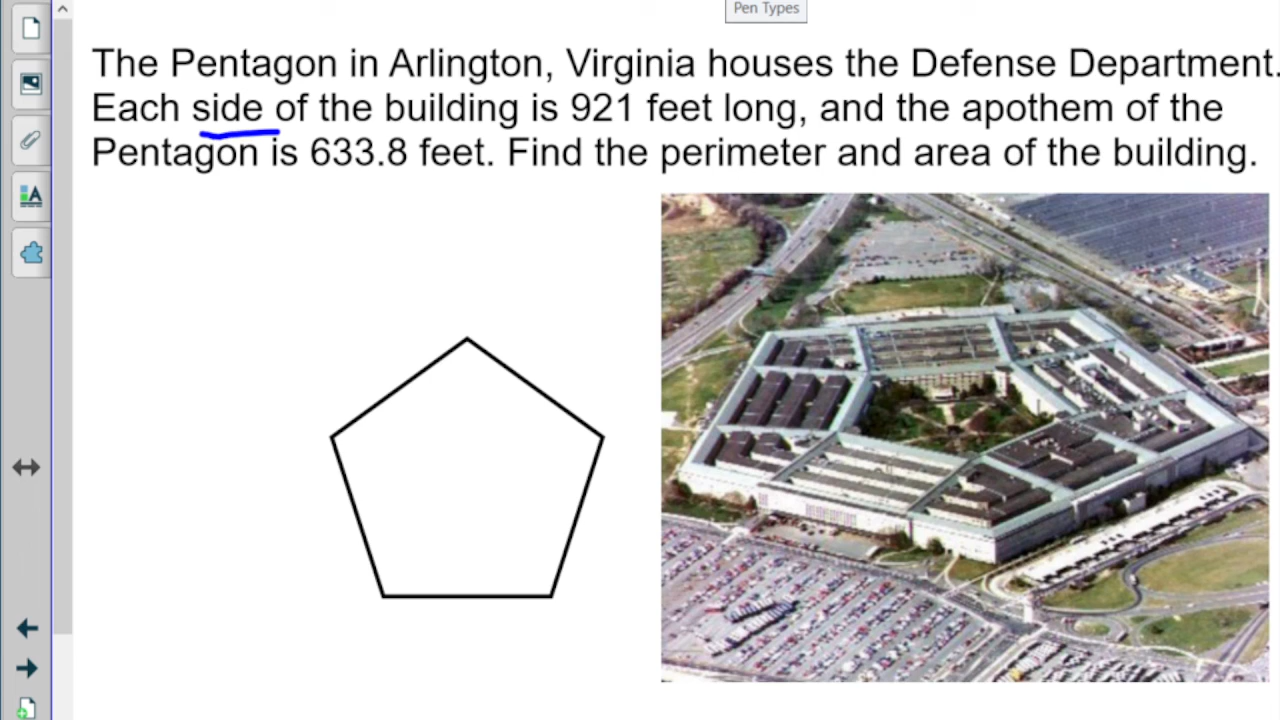 Pen Types
The Pentagon in Arlington, Virginia houses the Defense Department.
Each side of the building is 921 feet long, and the apothem of the
Pentagon is 633.8 feet. Find the perimeter and area of the building.
A